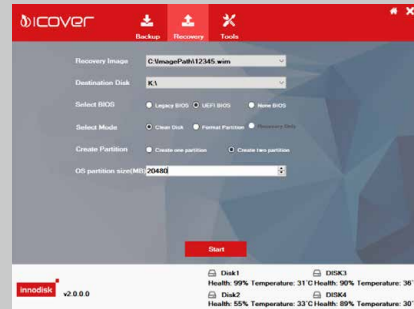 DICOVER
Backup Recovery Tools
Recovery Image C:\ImagePath\12345.wim
Destination Disk K:\
Select BIOS Legacy BIOS UEFI BIOS None BIOS
Select Mode Clean Disk Format Partition Recovery Only
Create Partition Create one partition Create two partition
OS partition size(MB) 20480
Start
Disk1 DISK3
Health: 99% Temperature: 31°C Health: 90% Temperature: 36°
innodisk v2.0.0.0
Disk2 DISK4
Health: 55% Temperature: 33°C Health: 89% Temperature: 30°